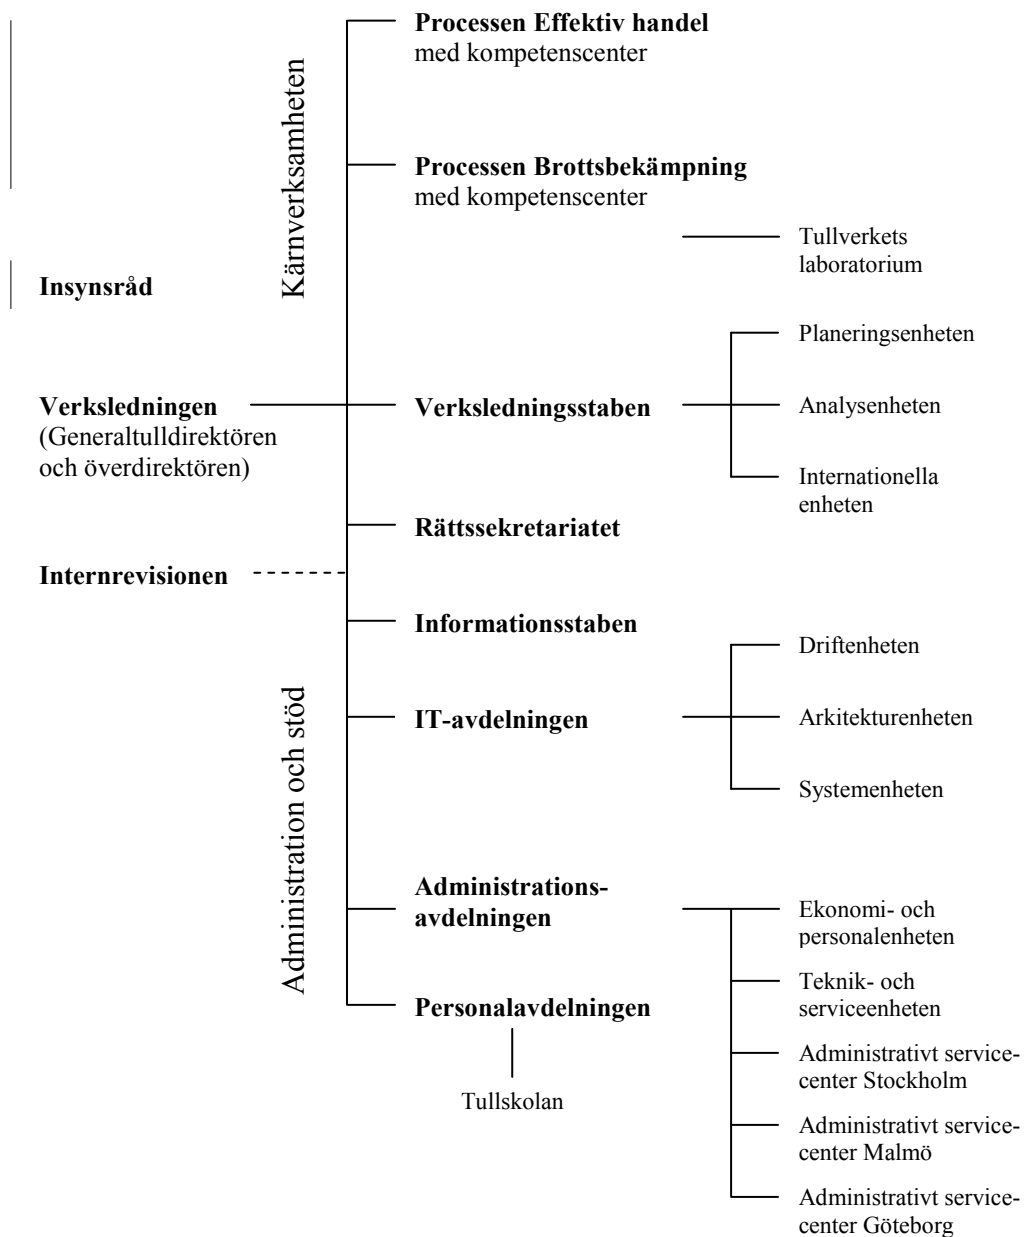 Processen Effektiv handel
med kompetenscenter
Kärnverksamheten
Processen Brottsbekämpning
med kompetenscenter
Tullverkets
laboratorium
Insynsråd
Planeringsenheten
Verksledningen
(Generaltulldirektören
och överdirektören)
Verksledningsstaben
Analysenheten
Internationella
enheten
Rättssekretariatet
Internrevisionen
Informationsstaben
Driftenheten
Administration och stöd
IT-avdelningen
Arkitekturenheten
Systemenheten
Administrations-
avdelningen
Ekonomi- och
personalenheten
Teknik- och
serviceenheten
Personalavdelningen
Administrativt service-
center Stockholm
Tullskolan
Administrativt service-
center Malmö
Administrativt service-
center Göteborg